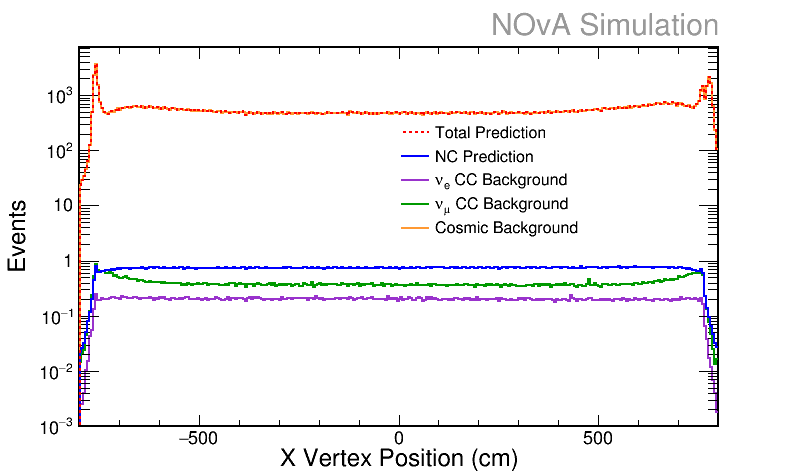 NOvA Simulation
10³
10²
10
1
10⁻¹
10⁻²
10⁻³
Events
Total Prediction
NC Prediction
νₑ CC Background
ν_μ CC Background
Cosmic Background
−500 0 500
X Vertex Position (cm)